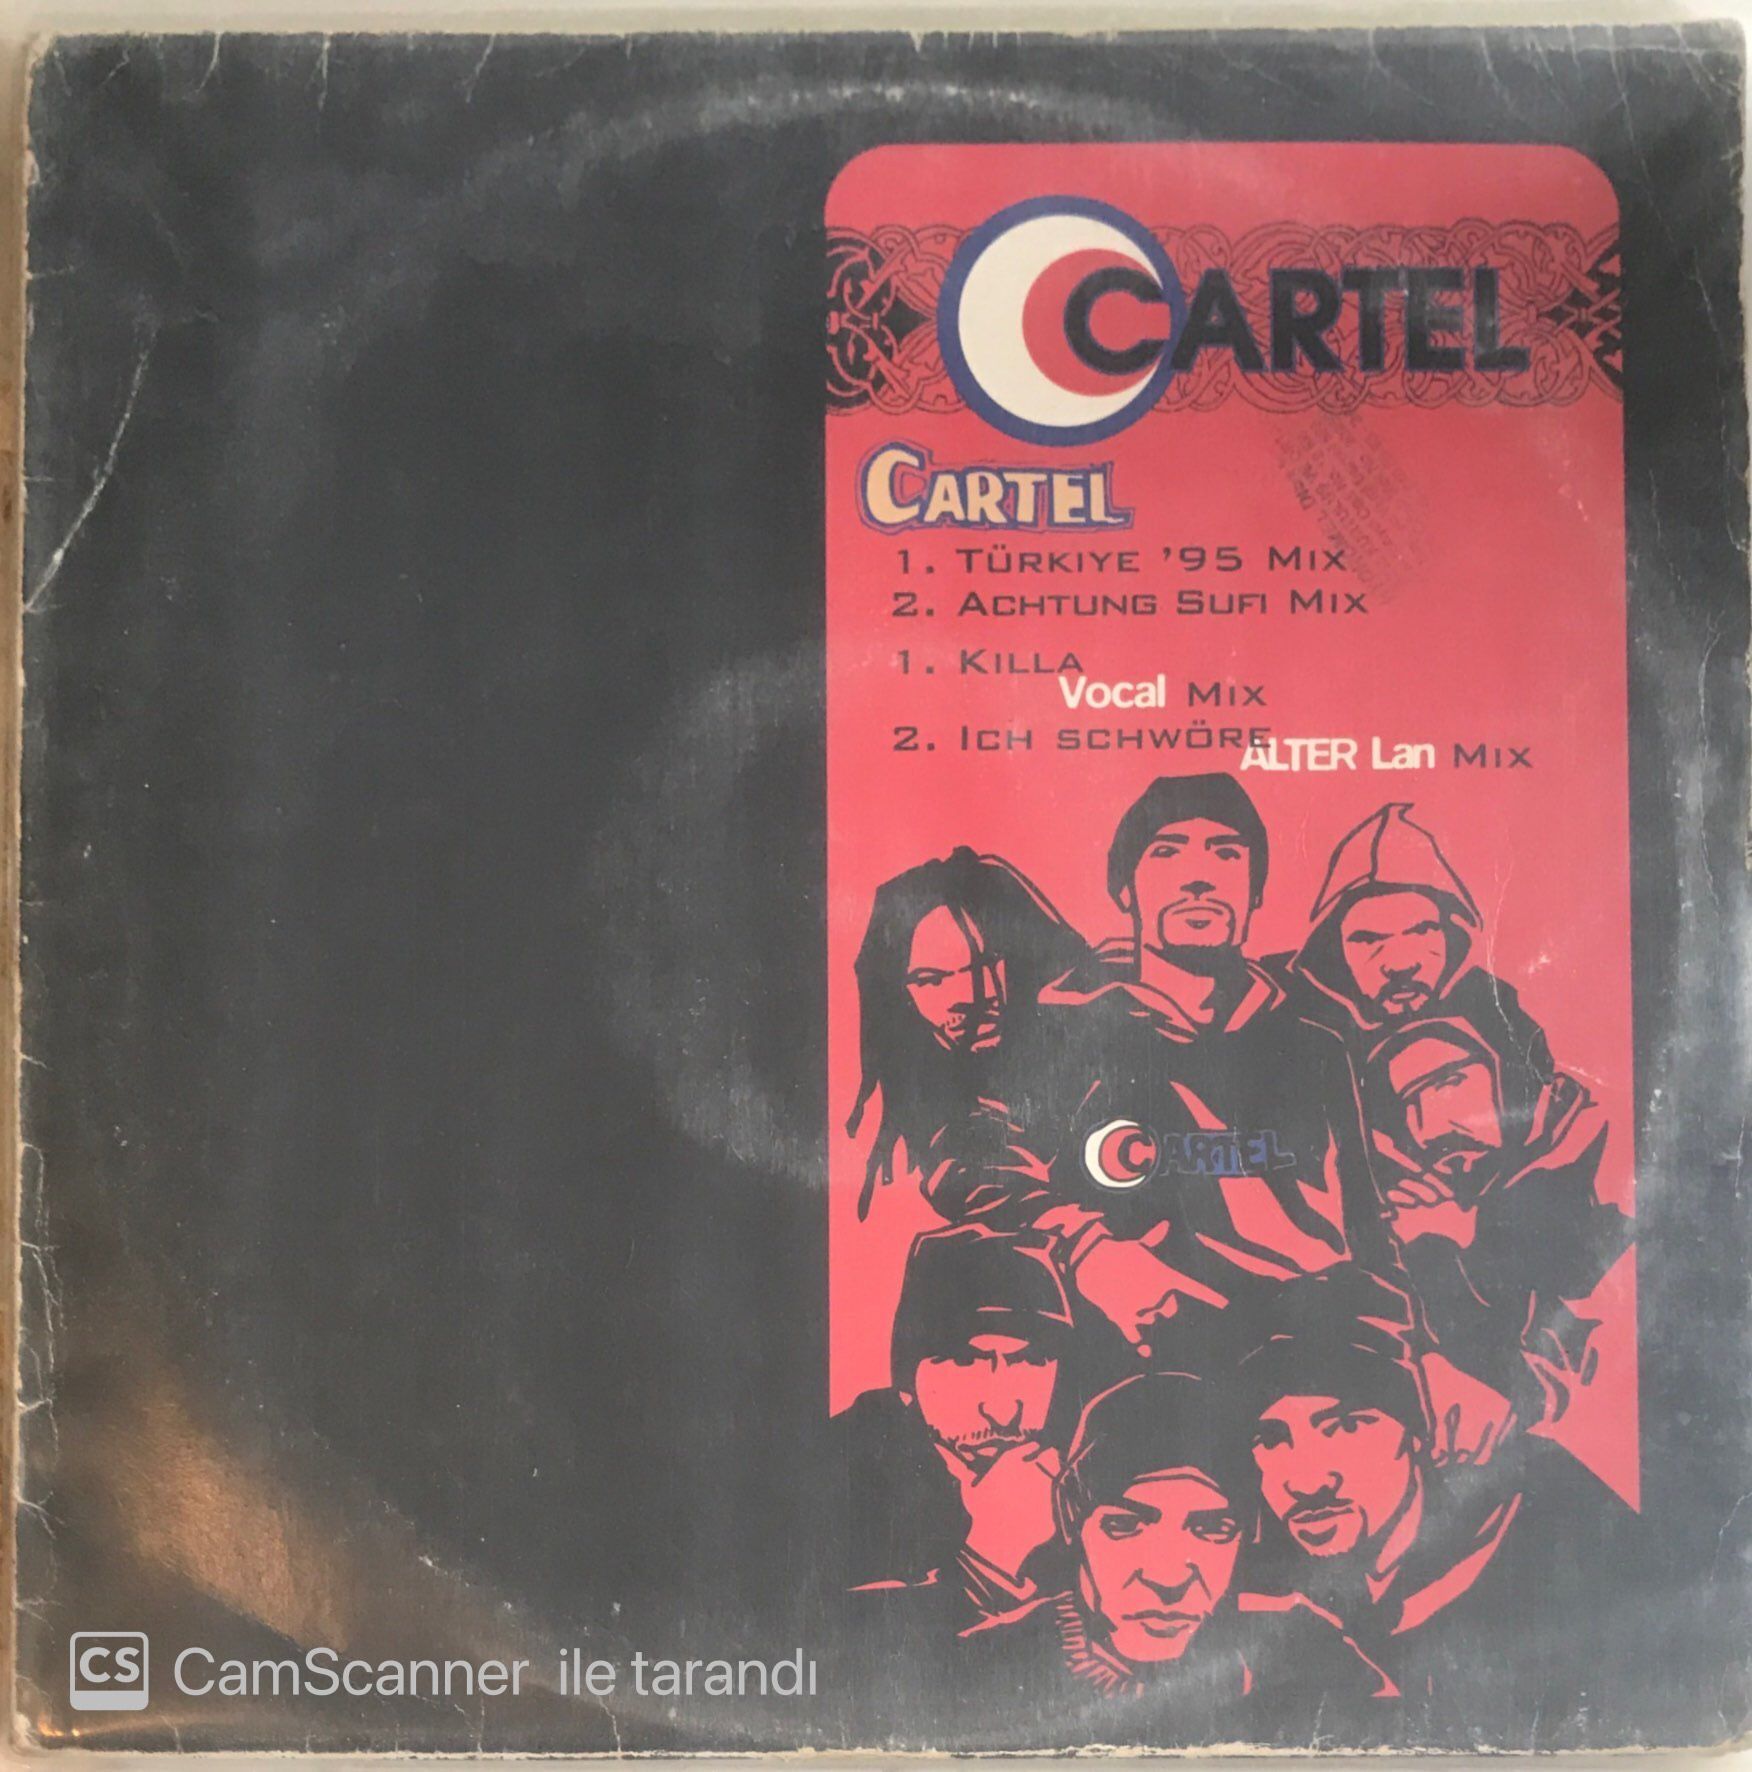 CARTEL
CARTEL
1. TÜRKIYE '95 MIX
2. ACHTUNG SUFI MIX
1. KILLA
Vocal MIX
2. ICH SCHWÖRE
ALTER Lan MIX
CARTEL
CS CamScanner ile tarandı